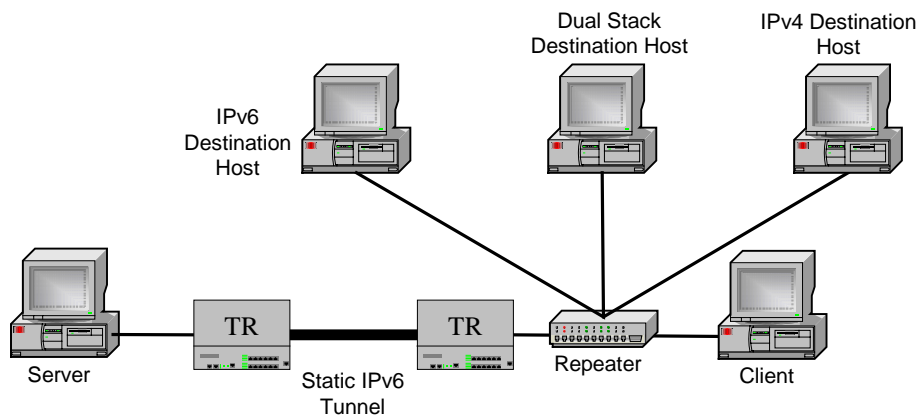 Dual Stack
Destination Host
IPv4 Destination
Host
IPv6
Destination
Host
TR
TR
Server
Static IPv6
Tunnel
Repeater
Client